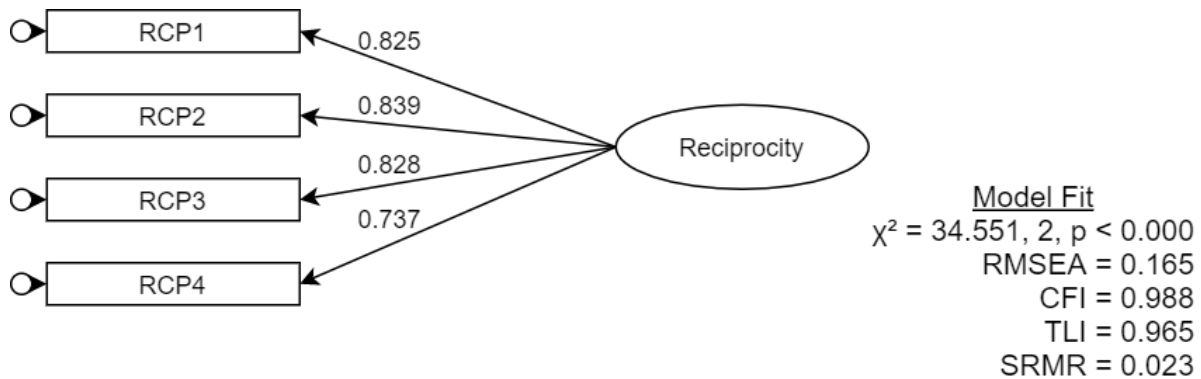 RCP1
0.825
RCP2
0.839
RCP3
0.828
RCP4
0.737
Reciprocity
Model Fit
χ² = 34.551, 2, p < 0.000
RMSEA = 0.165
CFI = 0.988
TLI = 0.965
SRMR = 0.023